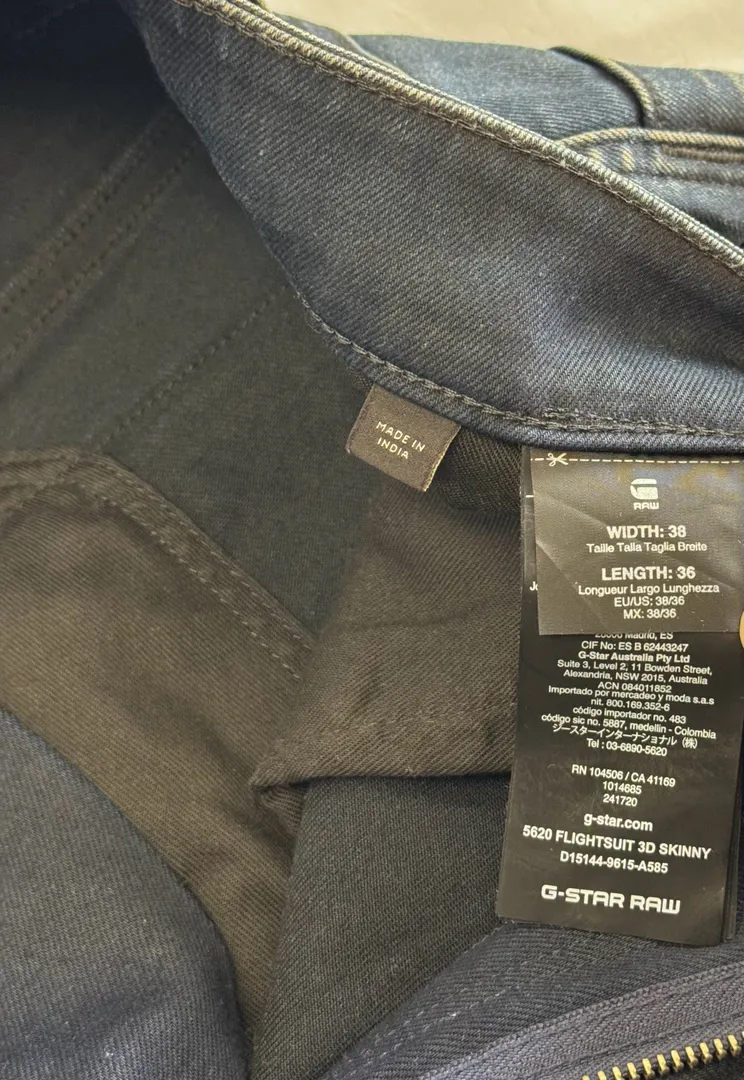 MADE IN
INDIA
RAW
WIDTH: 38
Taille Talla Taglia Breite
LENGTH: 36
Longueur Largo Lunghezza
EU/US: 38/36
MX: 38/36
Madrid, ES
CIF No: ES B 62443247
G-Star Australia Pty Ltd
Suite 3, Level 2, 11 Bowden Street,
Alexandria, NSW 2015, Australia
ACN 084011852
Importado por mercadeo y moda s.a.s
nit. 800.169.352-6
código importador no. 483
código sic no. 5887, medellin - Colombia
ジースターインターナショナル (株)
Tel : 03-6890-5620
RN 104506 / CA 41169
1014685
241720
g-star.com
5620 FLIGHTSUIT 3D SKINNY
D15144-9615-A585
G-STAR RAW